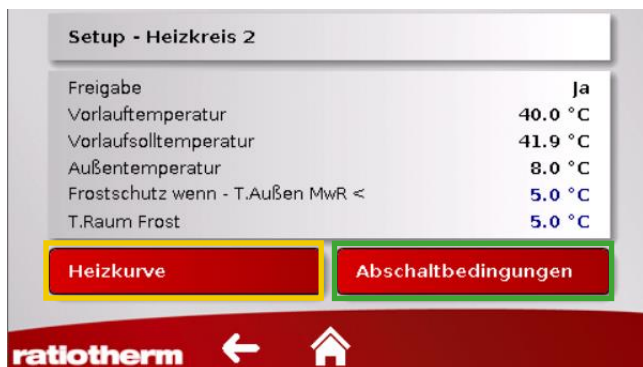 Setup - Heizkreis 2
Freigabe Ja
Vorlauftemperatur 40.0 °C
Vorlaufsolltemperatur 41.9 °C
Außentemperatur 8.0 °C
Frostschutz wenn - T.Außen MwR < 5.0 °C
T.Raum Frost 5.0 °C
Heizkurve Abschaltbedingungen
ratiotherm